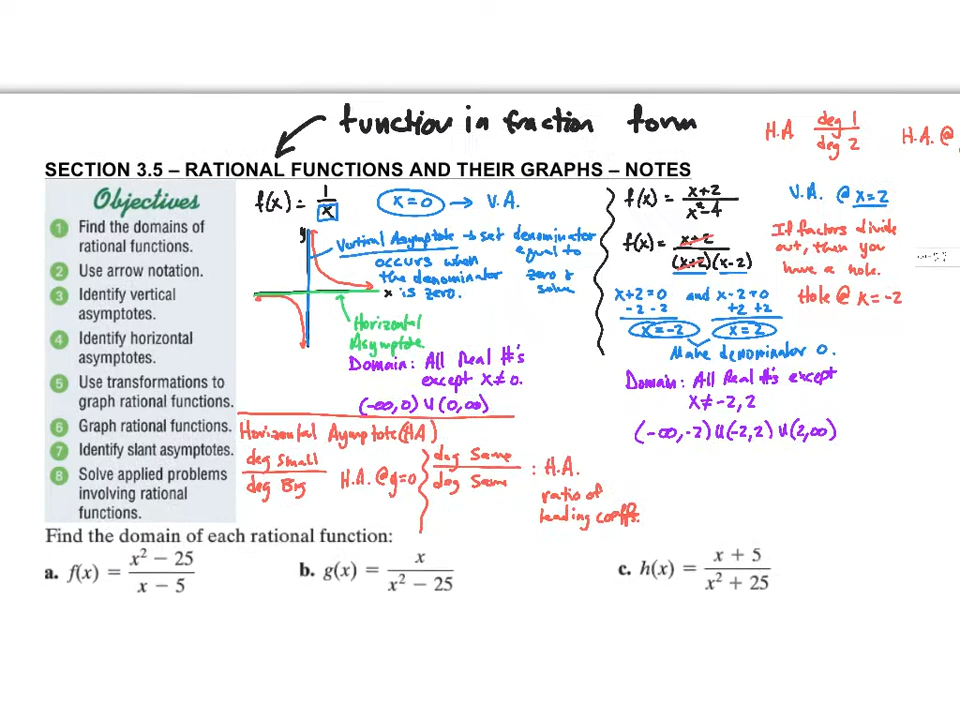 function in fraction form
H.A deg 1 / deg 2 H.A. @
SECTION 3.5 – RATIONAL FUNCTIONS AND THEIR GRAPHS – NOTES
Objectives
1 Find the domains of
rational functions.
2 Use arrow notation.
3 Identify vertical
asymptotes.
4 Identify horizontal
asymptotes.
5 Use transformations to
graph rational functions.
6 Graph rational functions.
7 Identify slant asymptotes.
8 Solve applied problems
involving rational
functions.
f(x) = 1/x x=0 → V.A.
y
Vertical Asymptote → set denominator
occurs when equal to
the denominator zero &
x is zero. solve
Horizontal
Asymptote
Domain: All Real #'s
except x≠0.
(-∞,0) ∪ (0,∞)
f(x) = x+2 / x²-4
V.A. @ x=2
f(x) = x+2 / (x+2)(x-2)
If factors divide
out, then you
have a hole.
Hole @ x=-2
x+2=0 and x-2=0
-2 -2 +2 +2
x=-2 x=2
Make denominator 0.
Domain: All Real #'s except
x≠-2,2
(-∞,-2) ∪ (-2,2) ∪ (2,∞)
Horizontal Aymptote (HA)
deg Small / deg Big H.A. @ y=0
deg Same / deg Same : H.A.
ratio of
leading coeffs.
Find the domain of each rational function:
a. f(x) = x² − 25 / x − 5
b. g(x) = x / x² − 25
c. h(x) = x + 5 / x² + 25